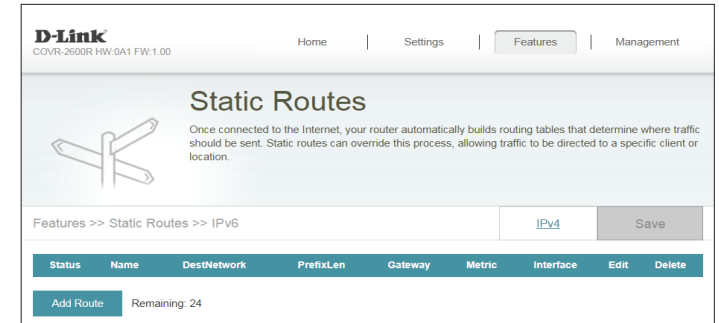 D-Link
COVR-2600R HW:0A1 FW:1.00
Home | Settings | Features | Management
Static Routes
Once connected to the Internet, your router automatically builds routing tables that determine where traffic
should be sent. Static routes can override this process, allowing traffic to be directed to a specific client or
location.
Features >> Static Routes >> IPv6
IPv4
Save
Status Name DestNetwork PrefixLen Gateway Metric Interface Edit Delete
Add Route Remaining: 24